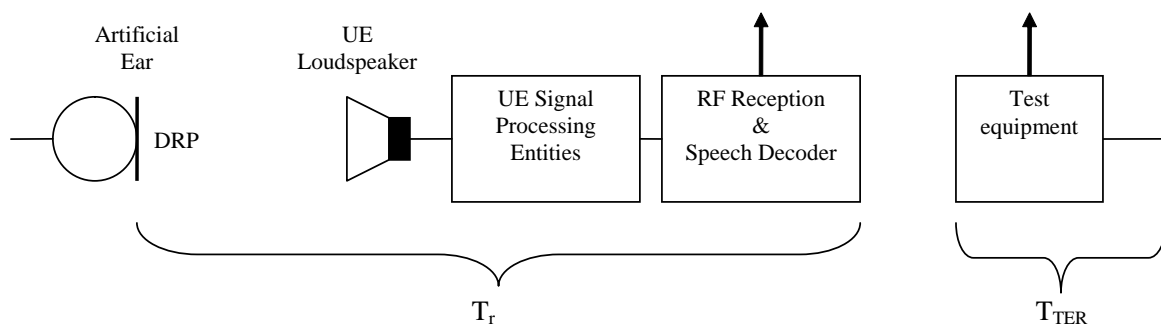 Artificial
Ear
UE
Loudspeaker
DRP
UE Signal
Processing
Entities
RF Reception
&
Speech Decoder
Test
equipment
Tr
TTER